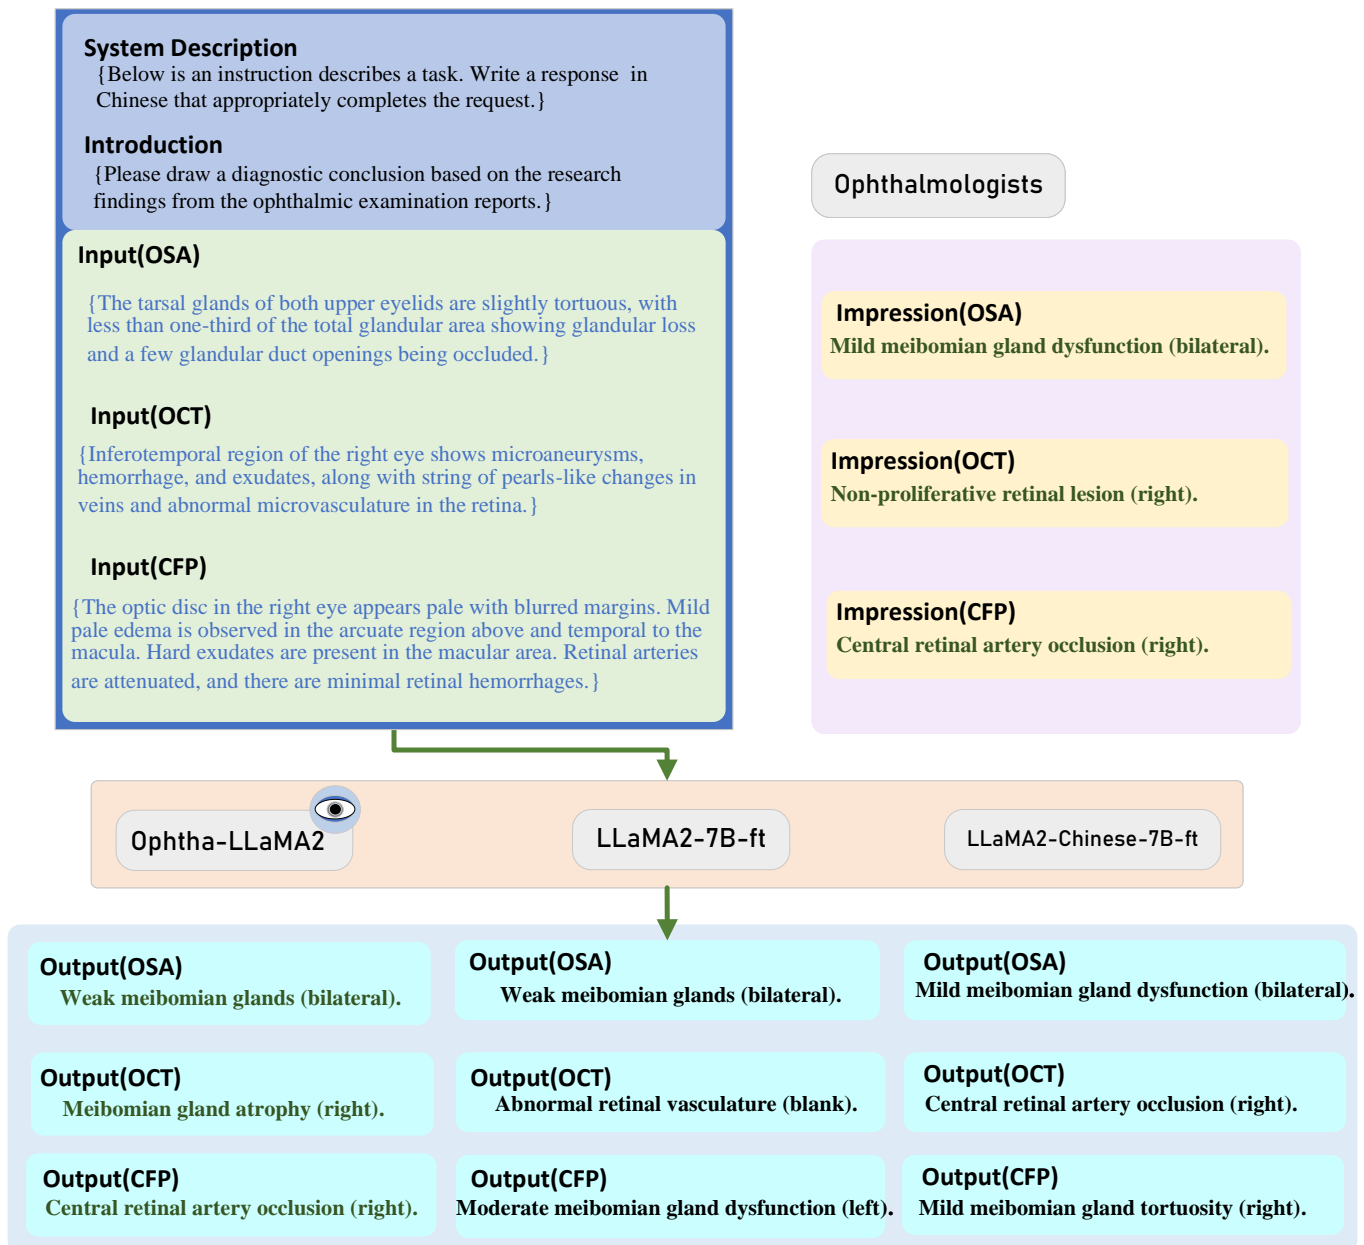 System Description
{Below is an instruction describes a task. Write a response in
Chinese that appropriately completes the request.}
Introduction
{Please draw a diagnostic conclusion based on the research
findings from the ophthalmic examination reports.}
Input(OSA)
{The tarsal glands of both upper eyelids are slightly tortuous, with
less than one-third of the total glandular area showing glandular loss
and a few glandular duct openings being occluded.}
Input(OCT)
{Inferotemporal region of the right eye shows microaneurysms,
hemorrhage, and exudates, along with string of pearls-like changes in
veins and abnormal microvasculature in the retina.}
Input(CFP)
{The optic disc in the right eye appears pale with blurred margins. Mild
pale edema is observed in the arcuate region above and temporal to the
macula. Hard exudates are present in the macular area. Retinal arteries
are attenuated, and there are minimal retinal hemorrhages.}
Ophthalmologists
Impression(OSA)
Mild meibomian gland dysfunction (bilateral).
Impression(OCT)
Non-proliferative retinal lesion (right).
Impression(CFP)
Central retinal artery occlusion (right).
Ophtha-LLaMA2
LLaMA2-7B-ft
LLaMA2-Chinese-7B-ft
Output(OSA)
Weak meibomian glands (bilateral).
Output(OSA)
Weak meibomian glands (bilateral).
Output(OSA)
Mild meibomian gland dysfunction (bilateral).
Output(OCT)
Meibomian gland atrophy (right).
Output(OCT)
Abnormal retinal vasculature (blank).
Output(OCT)
Central retinal artery occlusion (right).
Output(CFP)
Central retinal artery occlusion (right).
Output(CFP)
Moderate meibomian gland dysfunction (left).
Output(CFP)
Mild meibomian gland tortuosity (right).